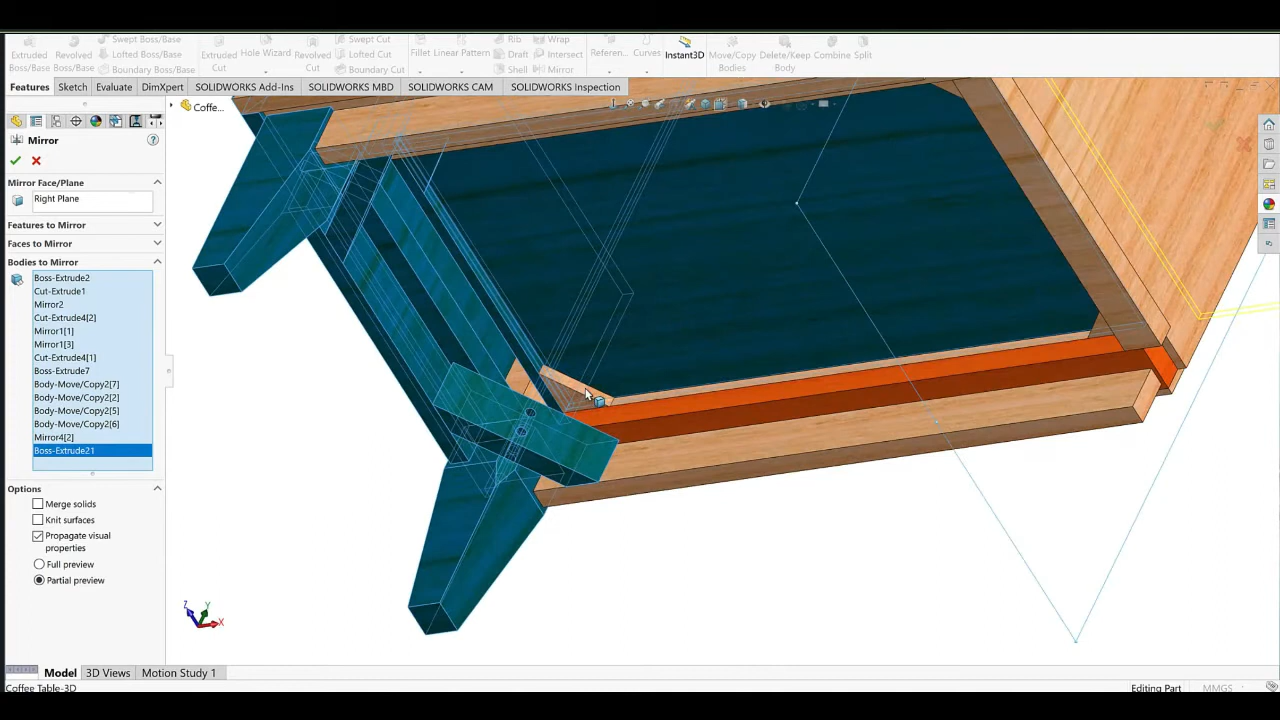 Extruded Boss/Base
Revolved Boss/Base
Swept Boss/Base
Lofted Boss/Base
Boundary Boss/Base
Extruded Cut
Hole Wizard
Revolved Cut
Swept Cut
Lofted Cut
Boundary Cut
Fillet
Linear Pattern
Rib
Draft
Shell
Wrap
Intersect
Mirror
Referen...
Curves
Instant3D
Move/Copy Bodies
Delete/Keep Body
Combine
Split
Features
Sketch
Evaluate
DimXpert
SOLIDWORKS Add-Ins
SOLIDWORKS MBD
SOLIDWORKS CAM
SOLIDWORKS Inspection
Coffe...
Mirror
Mirror Face/Plane
Right Plane
Features to Mirror
Faces to Mirror
Bodies to Mirror
Boss-Extrude2
Cut-Extrude1
Mirror2
Cut-Extrude4[2]
Mirror1[1]
Mirror1[3]
Cut-Extrude4[1]
Boss-Extrude7
Body-Move/Copy2[7]
Body-Move/Copy2[2]
Body-Move/Copy2[5]
Body-Move/Copy2[6]
Mirror4[2]
Boss-Extrude21
Options
Merge solids
Knit surfaces
Propagate visual
properties
Full preview
Partial preview
Z
Y
X
Model
3D Views
Motion Study 1
Coffee Table-3D
Editing Part
MMGS